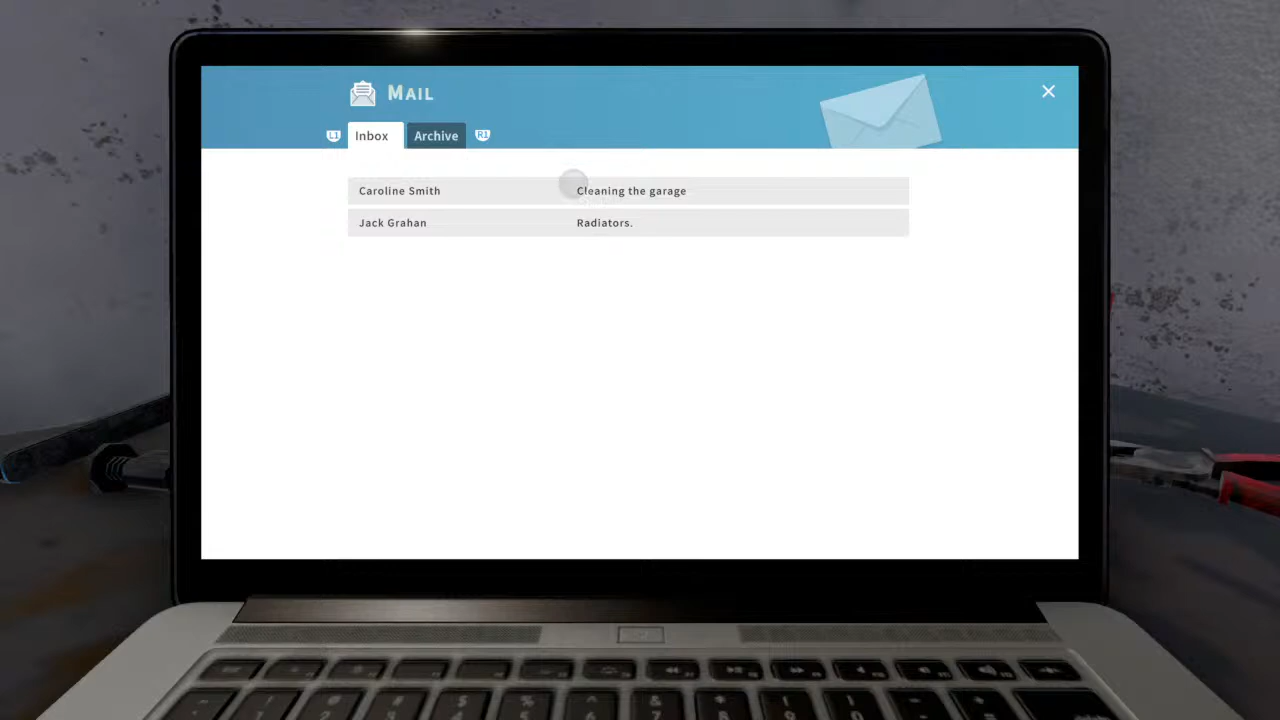 MAIL
L1 Inbox Archive R1
Caroline Smith Cleaning the garage
Jack Grahan Radiators.